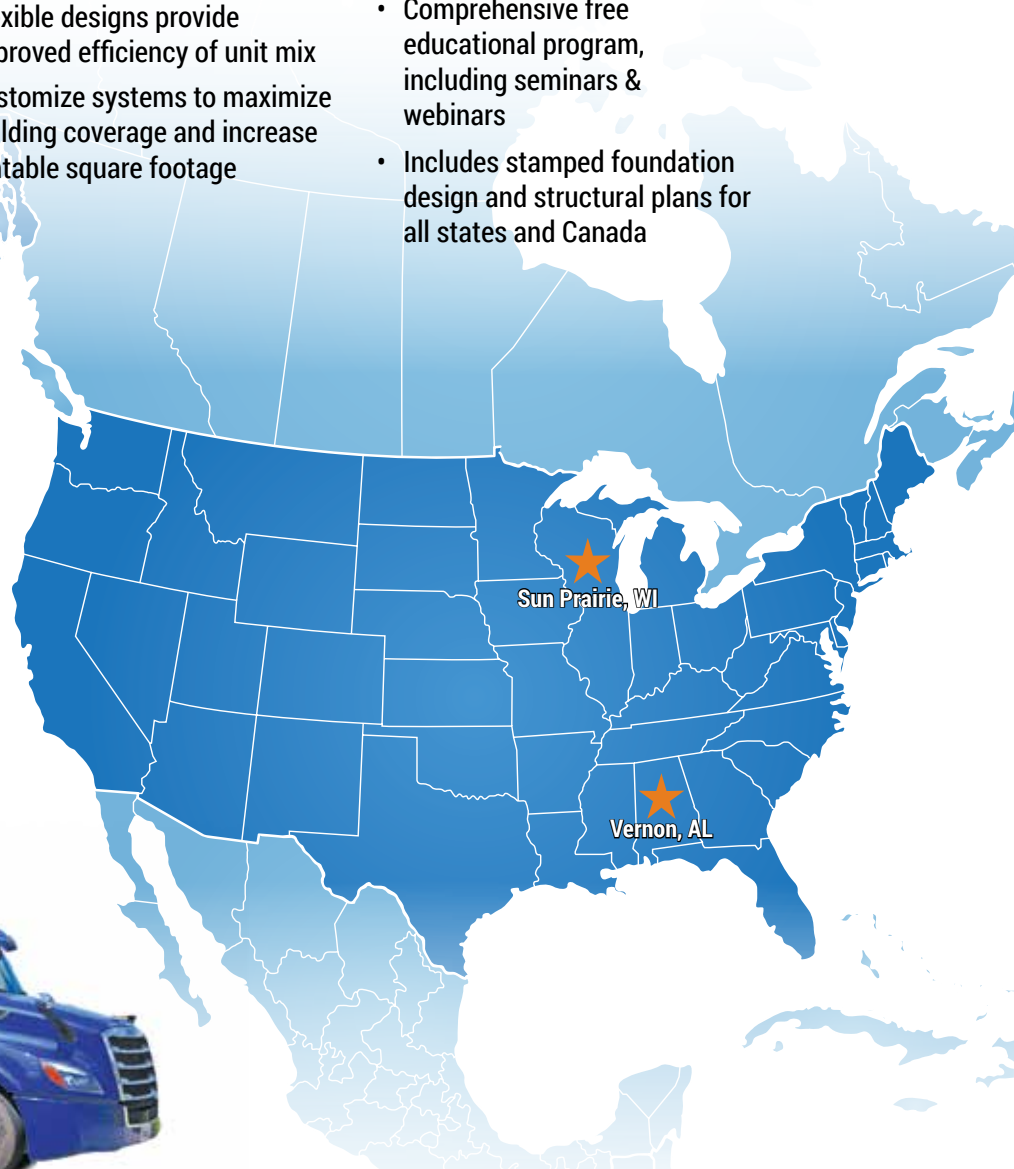 xible designs provide
proved efficiency of unit mix
stomize systems to maximize
lding coverage and increase
table square footage
• Comprehensive free
educational program,
including seminars &
webinars
• Includes stamped foundation
design and structural plans for
all states and Canada
Sun Prairie, WI
Vernon, AL